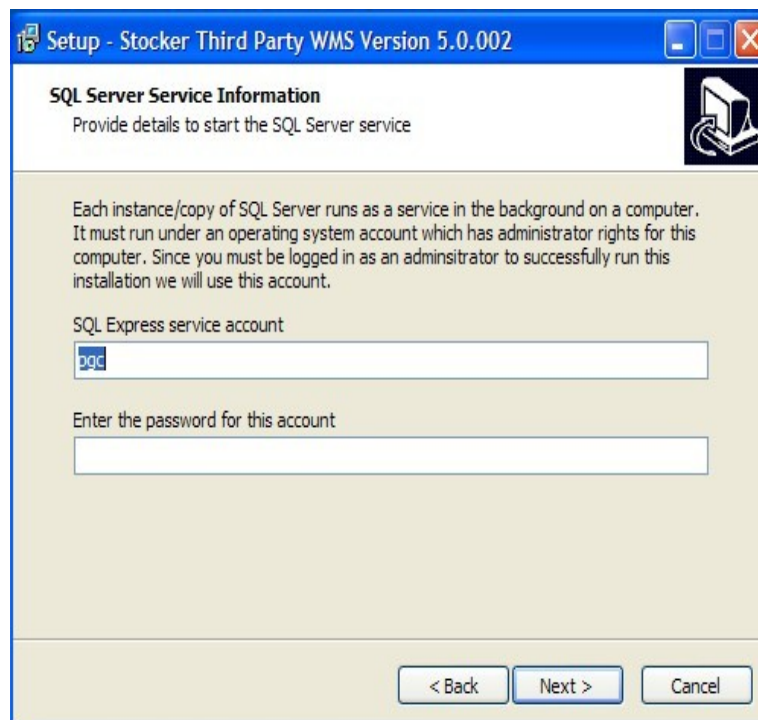 Setup - Stocker Third Party WMS Version 5.0.002
SQL Server Service Information
Provide details to start the SQL Server service
Each instance/copy of SQL Server runs as a service in the background on a computer.
It must run under an operating system account which has administrator rights for this
computer. Since you must be logged in as an adminsitrator to successfully run this
installation we will use this account.
SQL Express service account
pgc
Enter the password for this account
< Back
Next >
Cancel